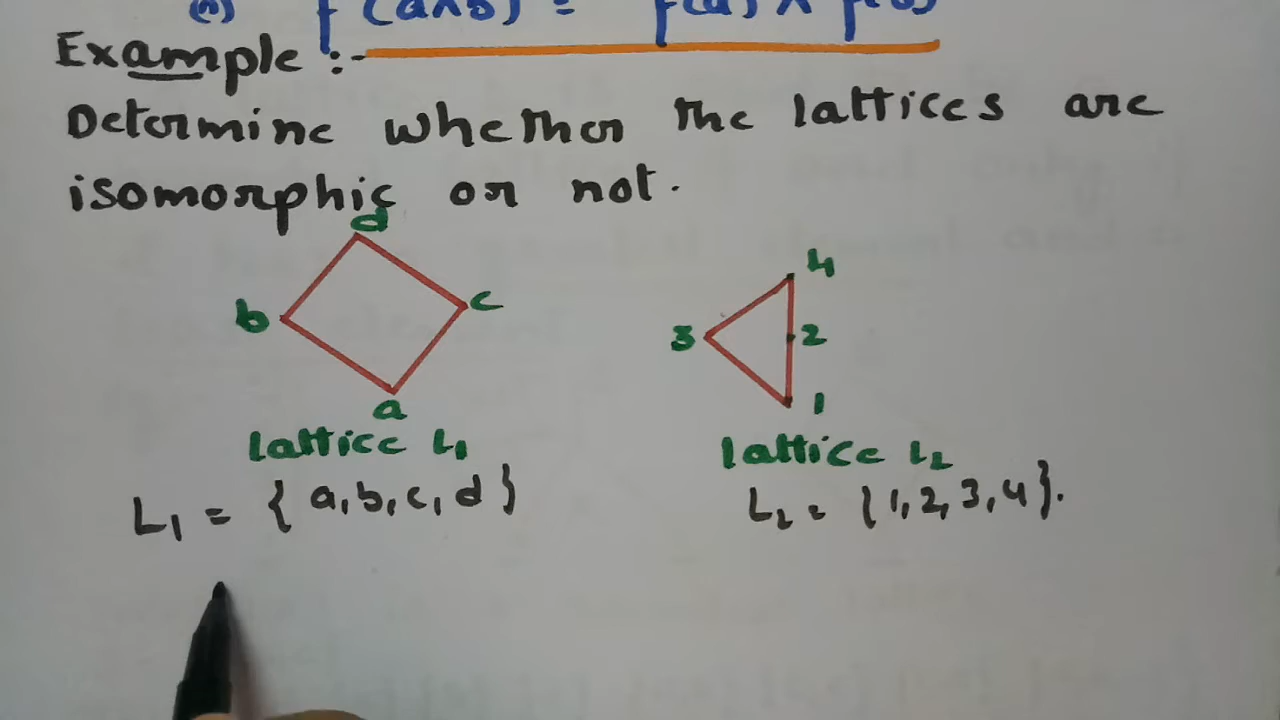 (ii) f(a∧b) = f(a) ∧ f(b)
Example :-
Determine whether the lattices are
isomorphic or not.
d
b c
a
4
3 2
1
lattice L₁ lattice L₂
L₁ = { a, b, c, d } L₂ = {1, 2, 3, 4}.